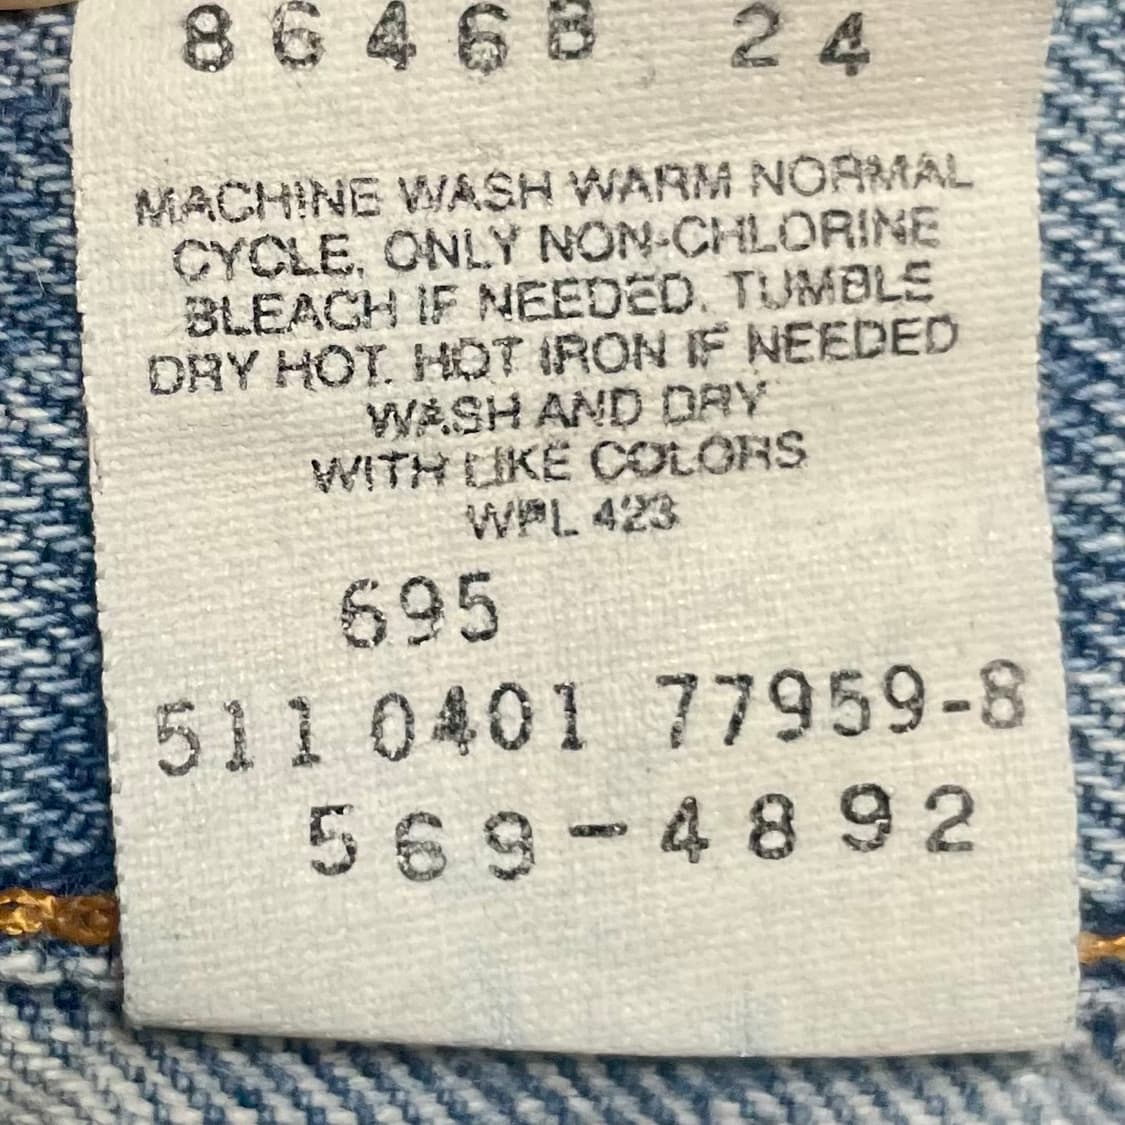 86468 24
MACHINE WASH WARM NORMAL
CYCLE. ONLY NON-CHLORINE
BLEACH IF NEEDED. TUMBLE
DRY HOT. HOT IRON IF NEEDED
WASH AND DRY
WITH LIKE COLORS
WPL 423
695
511 0401 77959-8
569-4892